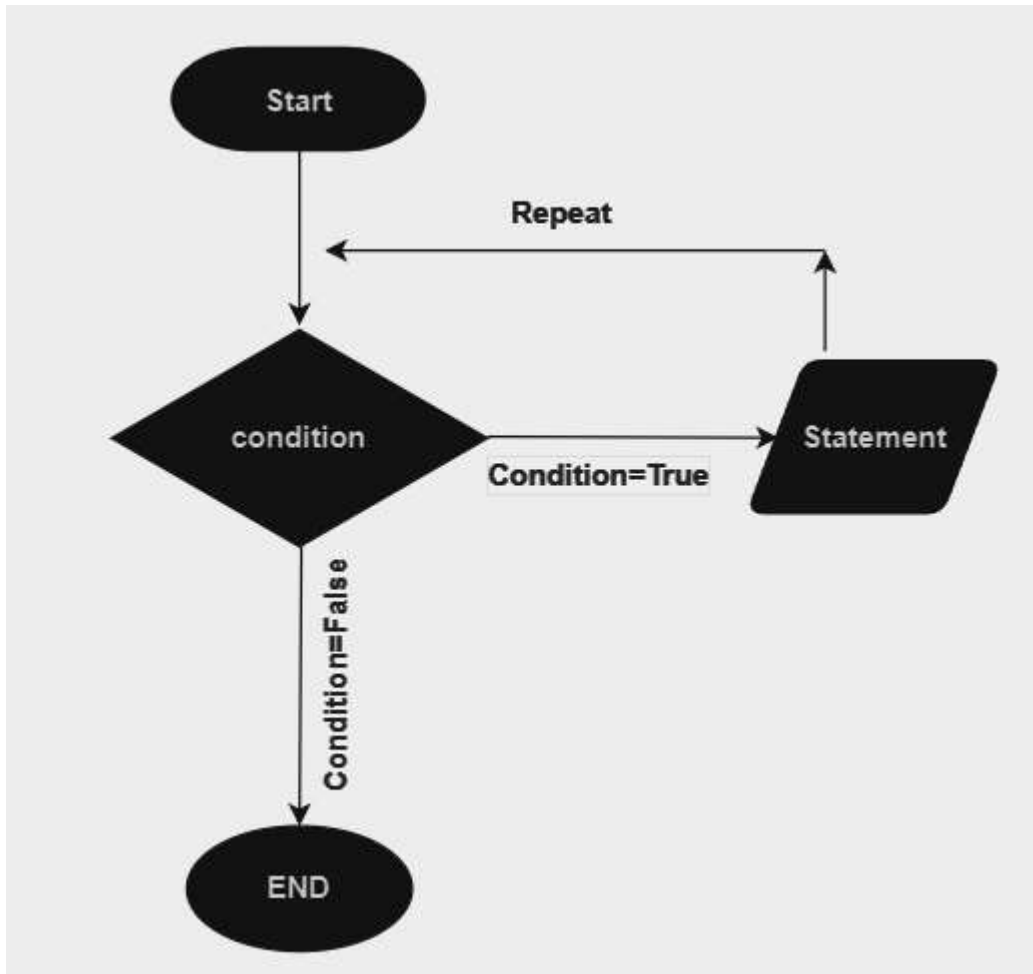 Start
Repeat
condition
Condition=True
Statement
Condition=False
END